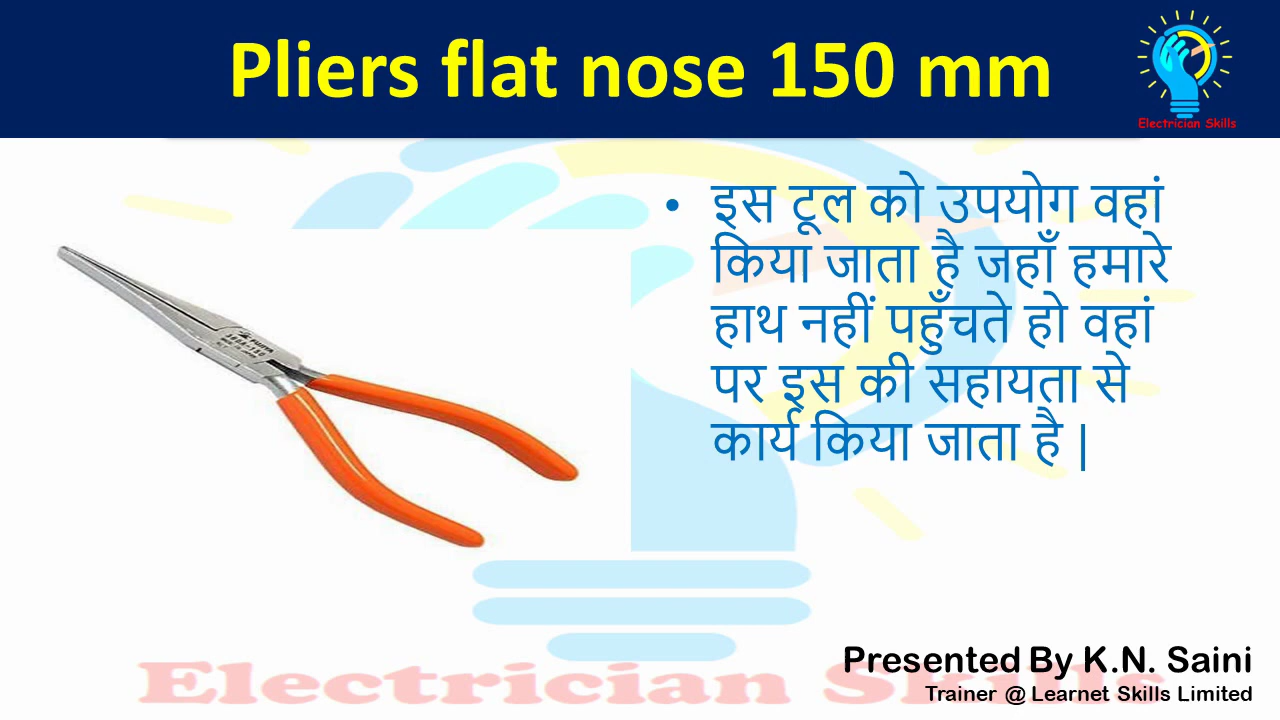 Pliers flat nose 150 mm
Electrician Skills
• इस टूल को उपयोग वहां
किया जाता है जहाँ हमारे
हाथ नहीं पहुँचते हो वहां
पर इस की सहायता से
कार्य किया जाता है |
Electrician Skills
Presented By K.N. Saini
Trainer @ Learnet Skills Limited